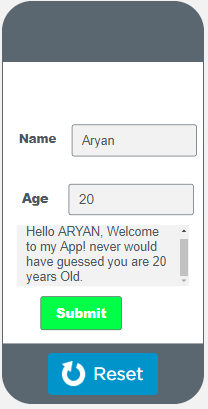 Name Aryan
Age 20
Hello ARYAN, Welcome
to my App! never would
have guessed you are 20
years Old.
Submit
Reset